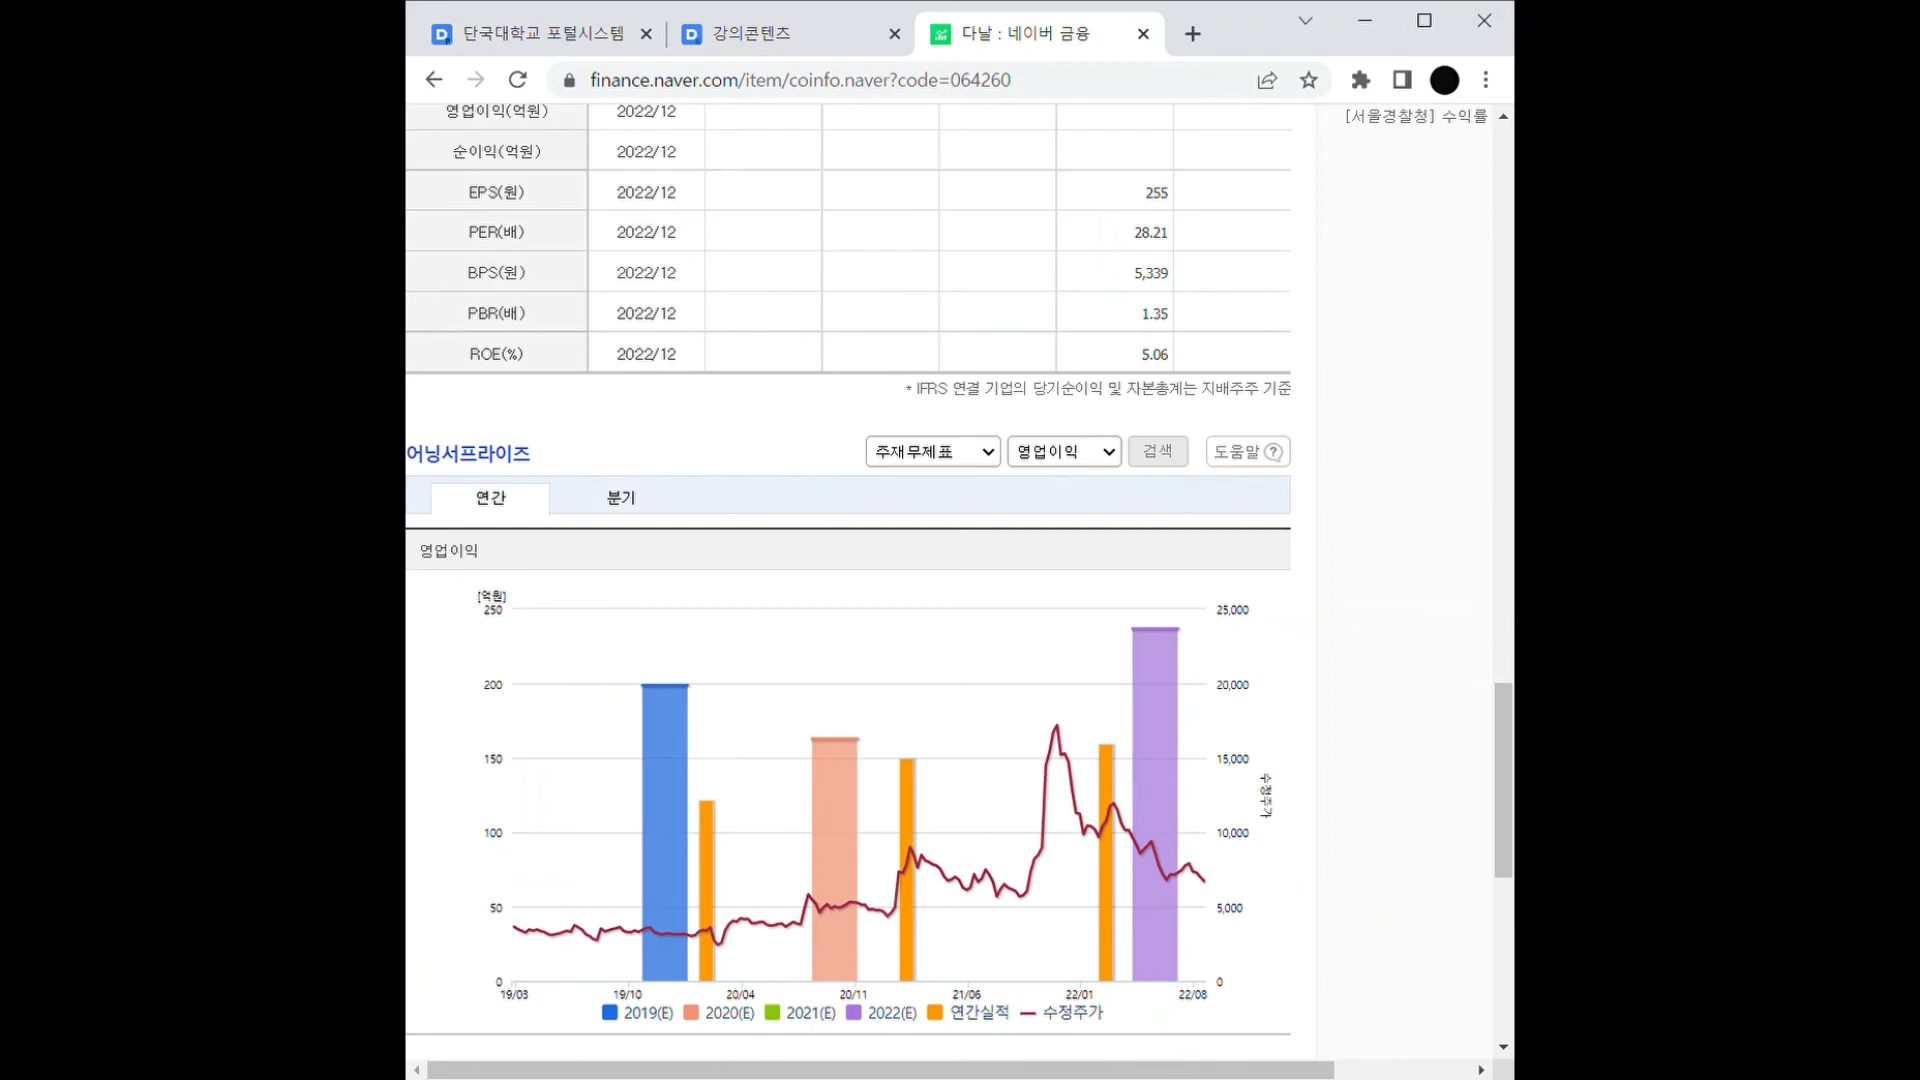 단국대학교 포털시스템
강의콘텐츠
다날 : 네이버 금융
finance.naver.com/item/coinfo.naver?code=064260
[서울경찰청] 수익률
영업이익(억원) 2022/12
순이익(억원) 2022/12
EPS(원) 2022/12 255
PER(배) 2022/12 28.21
BPS(원) 2022/12 5,339
PBR(배) 2022/12 1.35
ROE(%) 2022/12 5.06
* IFRS 연결 기업의 당기순이익 및 자본총계는 지배주주 기준
어닝서프라이즈 주재무제표 영업이익 검색 도움말 ?
연간 분기
영업이익
[억원]
250 25,000
200 20,000
150 15,000
수정주가
100 10,000
50 5,000
0 0
19/03 19/10 20/04 20/11 21/06 22/01 22/08
2019(E) 2020(E) 2021(E) 2022(E) 연간실적 수정주가